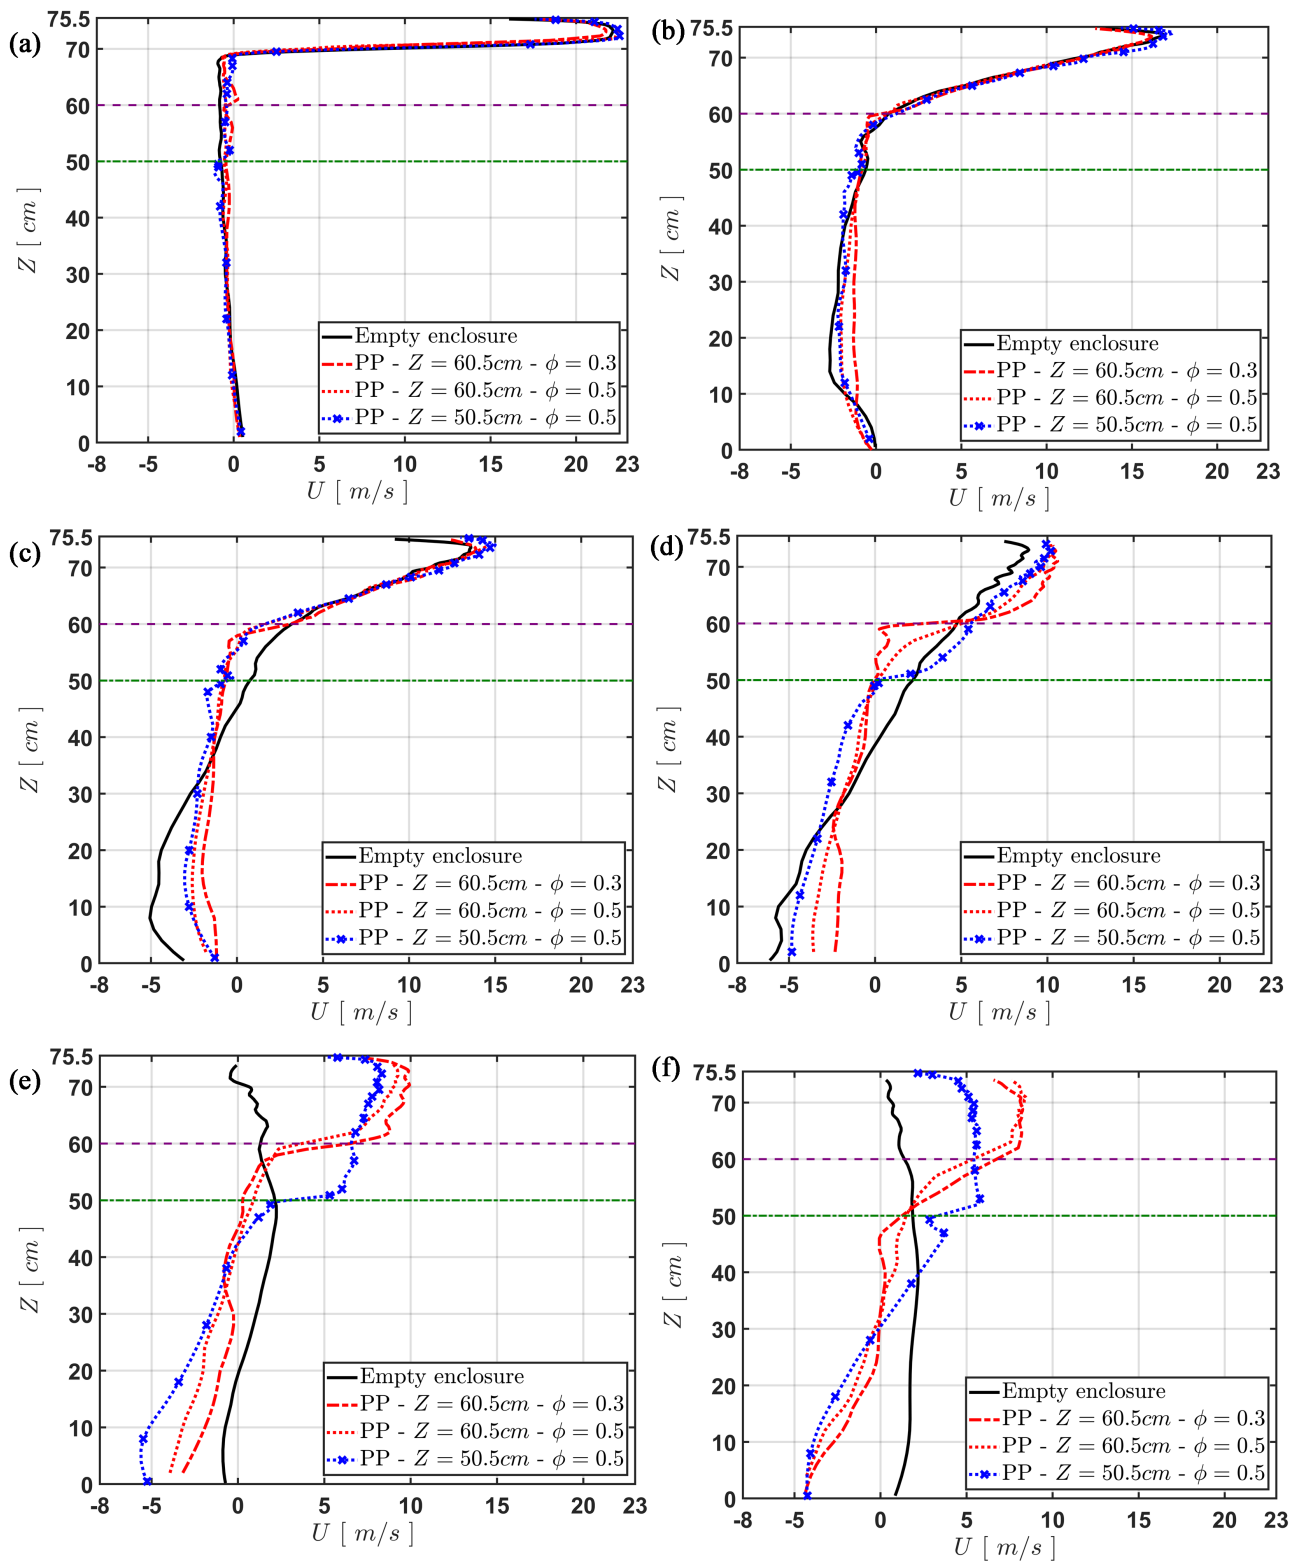 (a)
75.5
70
60
50
40
30
20
10
0
Z [ cm ]
-8 -5 0 5 10 15 20 23
U [ m/s ]
Empty enclosure
PP - Z = 60.5cm - ϕ = 0.3
PP - Z = 60.5cm - ϕ = 0.5
PP - Z = 50.5cm - ϕ = 0.5
(b)
75.5
70
60
50
40
30
20
10
0
Z [ cm ]
-8 -5 0 5 10 15 20 23
U [ m/s ]
Empty enclosure
PP - Z = 60.5cm - ϕ = 0.3
PP - Z = 60.5cm - ϕ = 0.5
PP - Z = 50.5cm - ϕ = 0.5
(c)
75.5
70
60
50
40
30
20
10
0
Z [ cm ]
-8 -5 0 5 10 15 20 23
U [ m/s ]
Empty enclosure
PP - Z = 60.5cm - ϕ = 0.3
PP - Z = 60.5cm - ϕ = 0.5
PP - Z = 50.5cm - ϕ = 0.5
(d)
75.5
70
60
50
40
30
20
10
0
Z [ cm ]
-8 -5 0 5 10 15 20 23
U [ m/s ]
Empty enclosure
PP - Z = 60.5cm - ϕ = 0.3
PP - Z = 60.5cm - ϕ = 0.5
PP - Z = 50.5cm - ϕ = 0.5
(e)
75.5
70
60
50
40
30
20
10
0
Z [ cm ]
-8 -5 0 5 10 15 20 23
U [ m/s ]
Empty enclosure
PP - Z = 60.5cm - ϕ = 0.3
PP - Z = 60.5cm - ϕ = 0.5
PP - Z = 50.5cm - ϕ = 0.5
(f)
75.5
70
60
50
40
30
20
10
0
Z [ cm ]
-8 -5 0 5 10 15 20 23
U [ m/s ]
Empty enclosure
PP - Z = 60.5cm - ϕ = 0.3
PP - Z = 60.5cm - ϕ = 0.5
PP - Z = 50.5cm - ϕ = 0.5